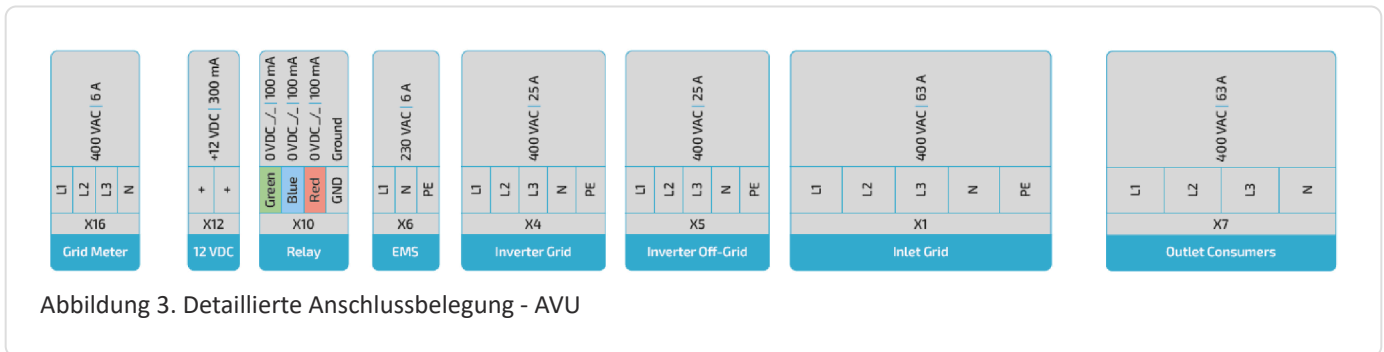 400 VAC | 6 A
L1 L2 L3 N
X16
Grid Meter
+12 VDC | 300 mA
+ +
X12
12 VDC
0 VDC_/_ | 100 mA
0 VDC_/_ | 100 mA
0 VDC_/_ | 100 mA
Ground
Green Blue Red GND
X10
Relay
230 VAC | 6 A
L1 N PE
X6
EMS
400 VAC | 25 A
L1 L2 L3 N PE
X4
Inverter Grid
400 VAC | 25 A
L1 L2 L3 N PE
X5
Inverter Off-Grid
400 VAC | 63 A
L1 L2 L3 N PE
X1
Inlet Grid
400 VAC | 63 A
L1 L2 L3 N
X7
Outlet Consumers
Abbildung 3. Detaillierte Anschlussbelegung - AVU